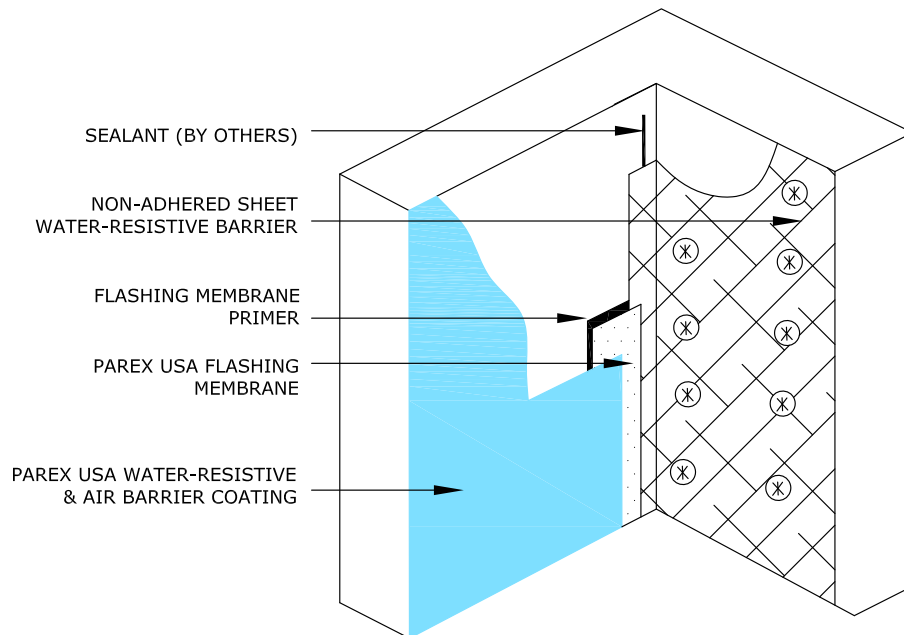 SEALANT (BY OTHERS)
NON-ADHERED SHEET
WATER-RESISTIVE BARRIER
FLASHING MEMBRANE
PRIMER
PAREX USA FLASHING
MEMBRANE
PAREX USA WATER-RESISTIVE
& AIR BARRIER COATING